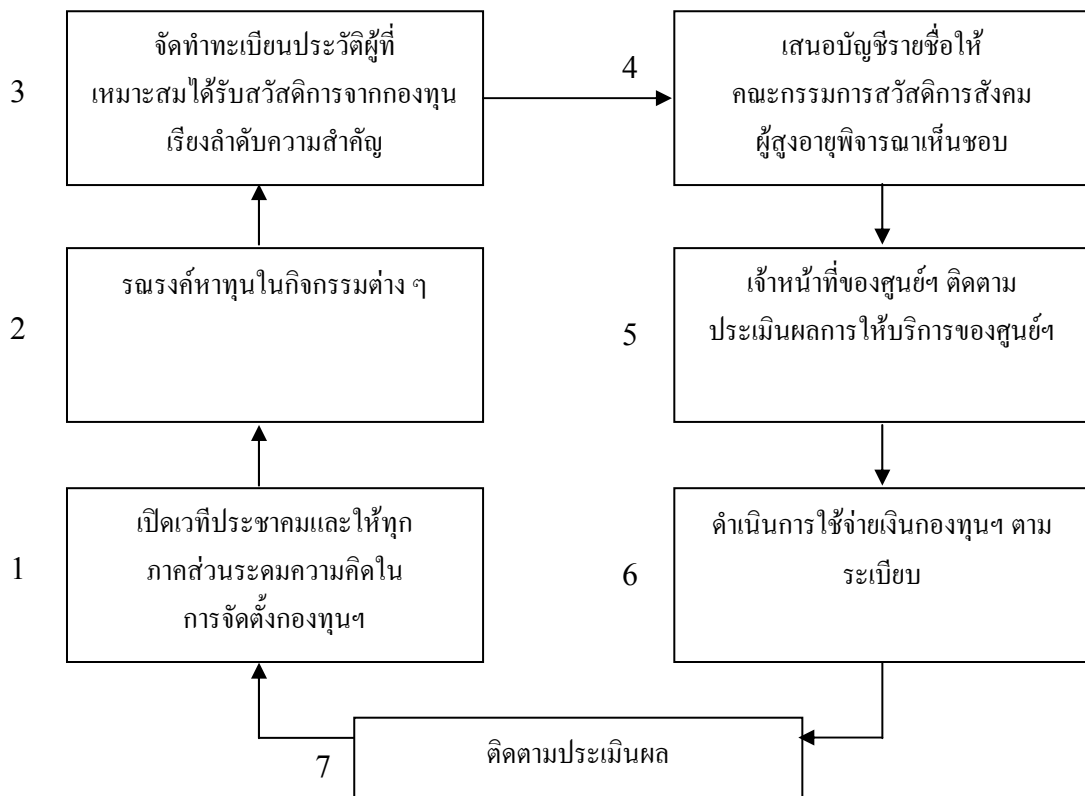 3
จัดทำทะเบียนประวัติผู้ที่
เหมาะสมได้รับสวัสดิการจากกองทุน
เรียงลำดับความสำคัญ
4
เสนอบัญชีรายชื่อให้
คณะกรรมการสวัสดิการสังคม
ผู้สูงอายุพิจารณาเห็นชอบ
2
รณรงค์หาทุนในกิจกรรมต่าง ๆ
5
เจ้าหน้าที่ของศูนย์ฯ ติดตาม
ประเมินผลการให้บริการของศูนย์ฯ
1
เปิดเวทีประชาคมและให้ทุก
ภาคส่วนระดมความคิดใน
การจัดตั้งกองทุนฯ
6
ดำเนินการใช้จ่ายเงินกองทุนฯ ตาม
ระเบียบ
7
ติดตามประเมินผล